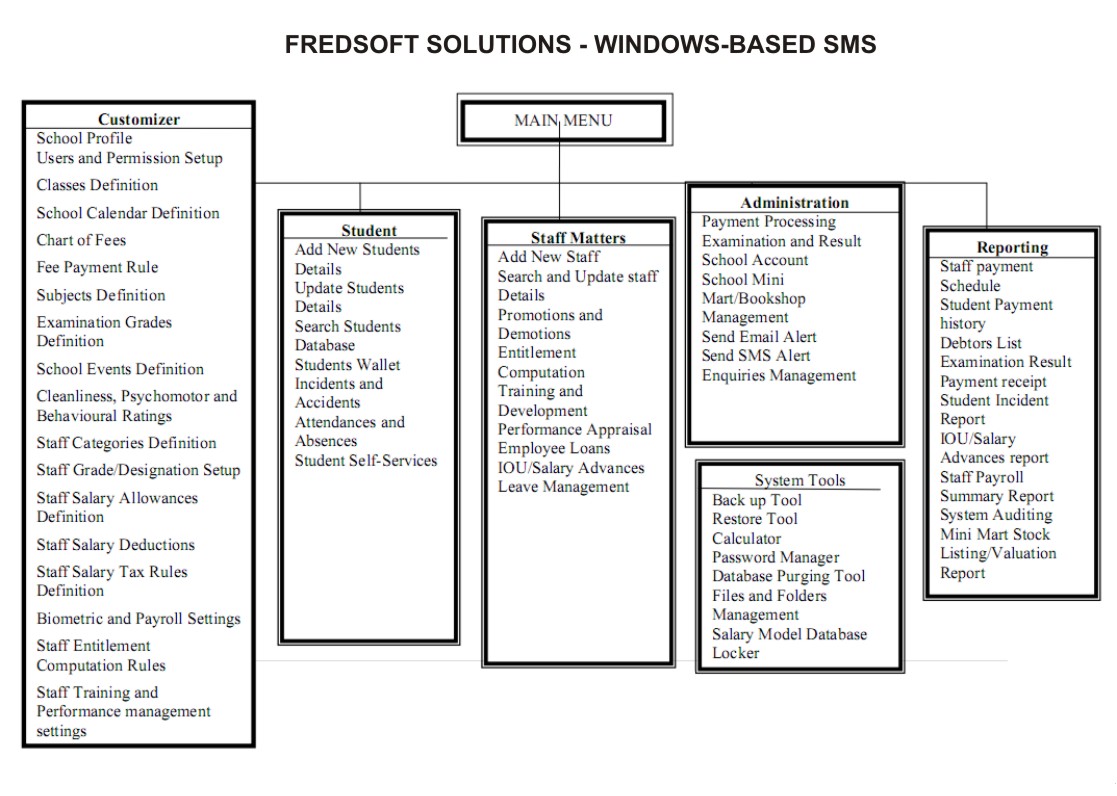 FREDSOFT SOLUTIONS - WINDOWS-BASED SMS
MAIN MENU
Customizer
School Profile
Users and Permission Setup
Classes Definition
School Calendar Definition
Chart of Fees
Fee Payment Rule
Subjects Definition
Examination Grades
Definition
School Events Definition
Cleanliness, Psychomotor and
Behavioural Ratings
Staff Categories Definition
Staff Grade/Designation Setup
Staff Salary Allowances
Definition
Staff Salary Deductions
Staff Salary Tax Rules
Definition
Biometric and Payroll Settings
Staff Entitlement
Computation Rules
Staff Training and
Performance management
settings
Student
Add New Students
Details
Update Students
Details
Search Students
Database
Students Wallet
Incidents and
Accidents
Attendances and
Absences
Student Self-Services
Staff Matters
Add New Staff
Search and Update staff
Details
Promotions and
Demotions
Entitlement
Computation
Training and
Development
Performance Appraisal
Employee Loans
IOU/Salary Advances
Leave Management
Administration
Payment Processing
Examination and Result
School Account
School Mini
Mart/Bookshop
Management
Send Email Alert
Send SMS Alert
Enquiries Management
System Tools
Back up Tool
Restore Tool
Calculator
Password Manager
Database Purging Tool
Files and Folders
Management
Salary Model Database
Locker
Reporting
Staff payment
Schedule
Student Payment
history
Debtors List
Examination Result
Payment receipt
Student Incident
Report
IOU/Salary
Advances report
Staff Payroll
Summary Report
System Auditing
Mini Mart Stock
Listing/Valuation
Report